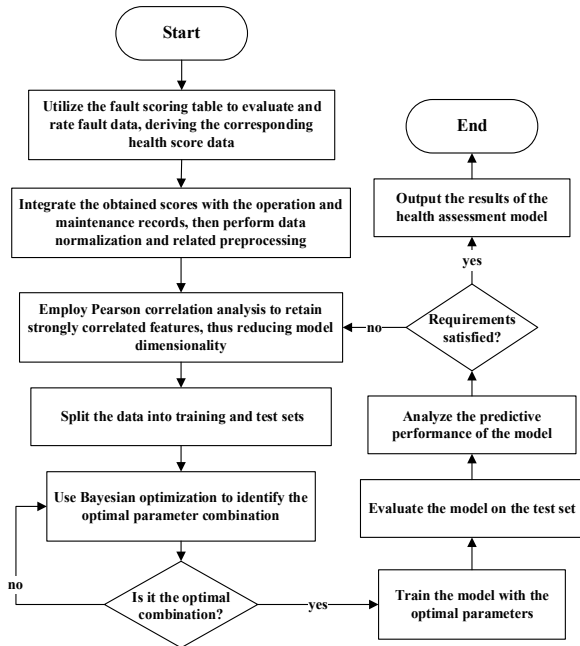 Start
Utilize the fault scoring table to evaluate and
rate fault data, deriving the corresponding
health score data
Integrate the obtained scores with the operation and
maintenance records, then perform data
normalization and related preprocessing
Employ Pearson correlation analysis to retain
strongly correlated features, thus reducing model
dimensionality
Split the data into training and test sets
Use Bayesian optimization to identify the
optimal parameter combination
no
Is it the optimal
combination?
yes
Train the model with the
optimal parameters
Evaluate the model on the test set
Analyze the predictive
performance of the model
Requirements
satisfied?
no
yes
Output the results of the
health assessment model
End